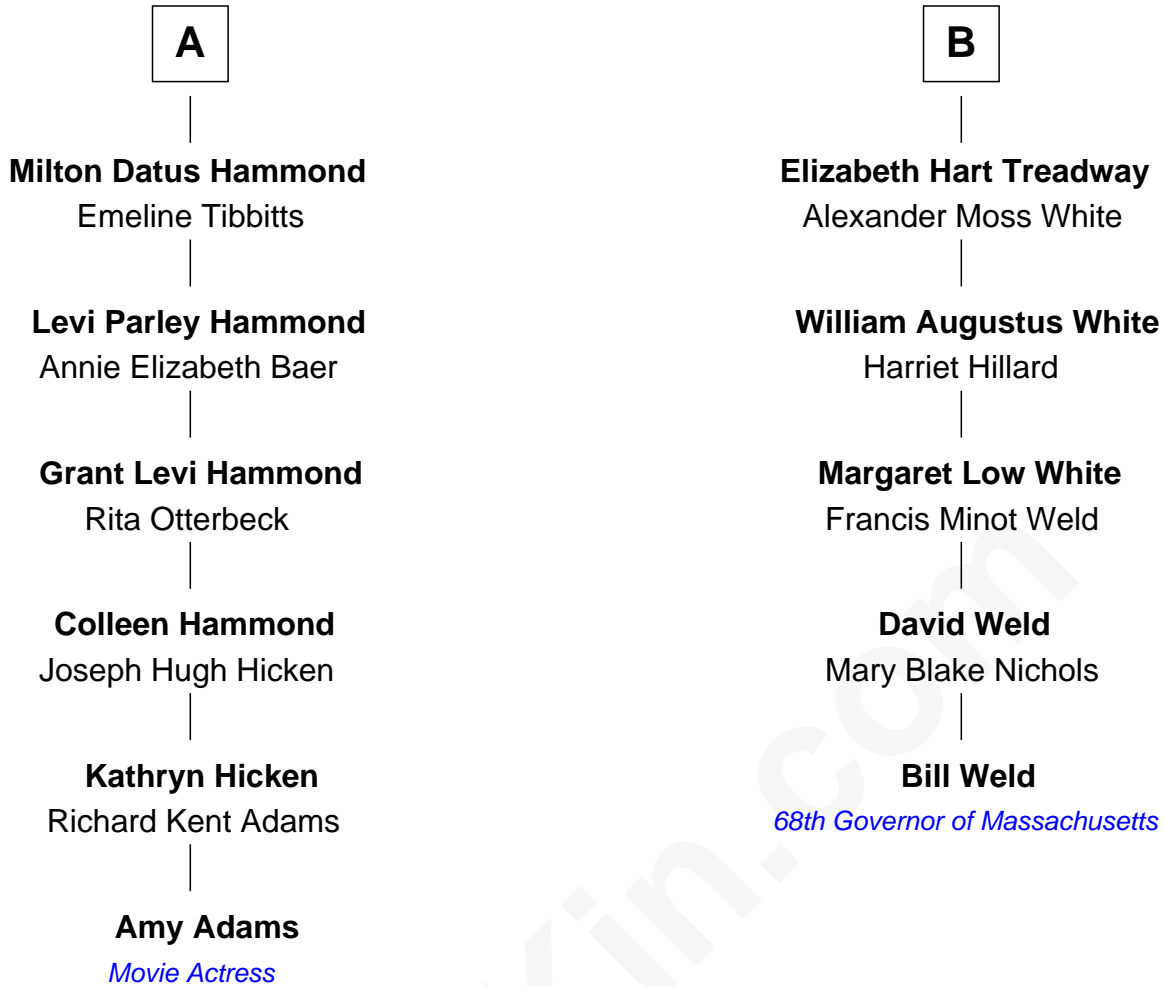 A
Milton Datus Hammond
Emeline Tibbitts
Levi Parley Hammond
Annie Elizabeth Baer
Grant Levi Hammond
Rita Otterbeck
Colleen Hammond
Joseph Hugh Hicken
Kathryn Hicken
Richard Kent Adams
Amy Adams
Movie Actress
B
Elizabeth Hart Treadway
Alexander Moss White
William Augustus White
Harriet Hillard
Margaret Low White
Francis Minot Weld
David Weld
Mary Blake Nichols
Bill Weld
68th Governor of Massachusetts
Kin.com